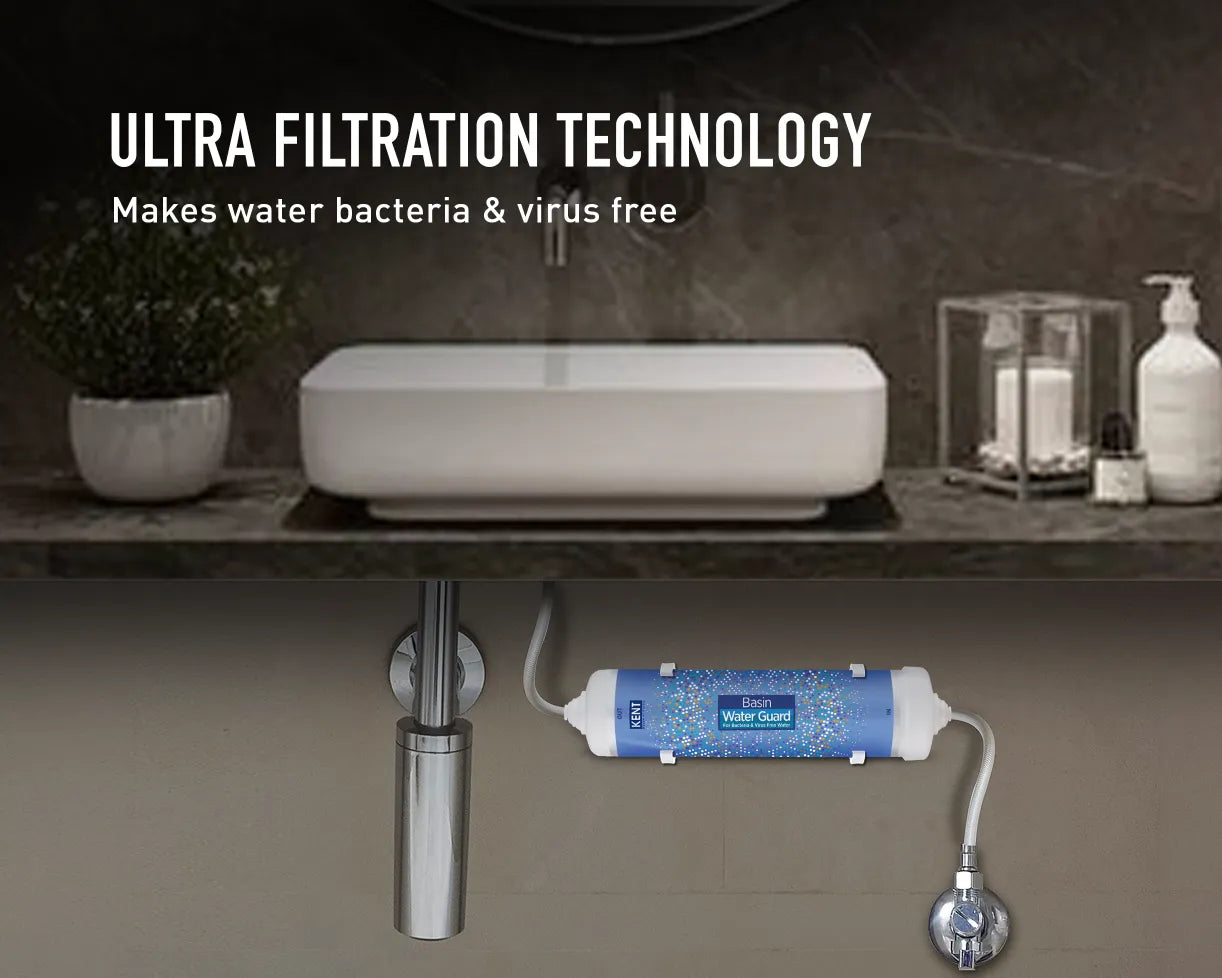 ULTRA FILTRATION TECHNOLOGY
Makes water bacteria & virus free
OUT
KENT
Basin
Water Guard
For Bacteria & Virus Free Water
IN